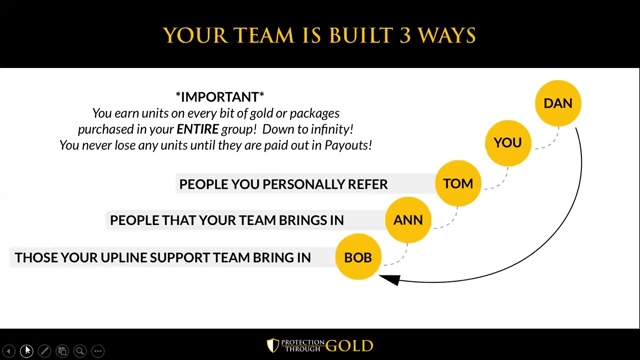 YOUR TEAM IS BUILT 3 WAYS
*IMPORTANT*
You earn units on every bit of gold or packages
purchased in your ENTIRE group! Down to infinity!
You never lose any units until they are paid out in Payouts!
DAN
YOU
PEOPLE YOU PERSONALLY REFER
TOM
PEOPLE THAT YOUR TEAM BRINGS IN
ANN
THOSE YOUR UPLINE SUPPORT TEAM BRING IN
BOB
PROTECTION
THROUGH
GOLD